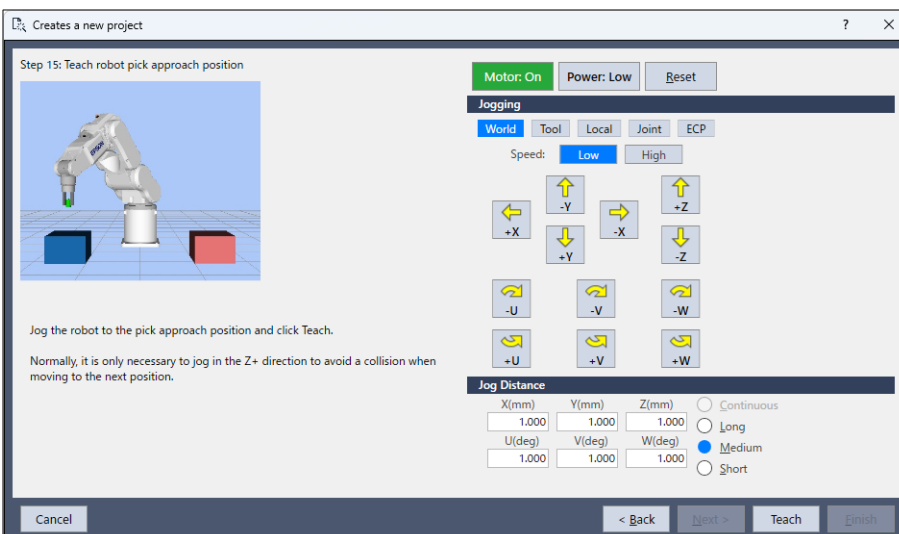 Creates a new project
?
Step 15: Teach robot pick approach position
EPSON
Jog the robot to the pick approach position and click Teach.
Normally, it is only necessary to jog in the Z+ direction to avoid a collision when
moving to the next position.
Motor: On Power: Low Reset
Jogging
World Tool Local Joint ECP
Speed: Low High
-Y +Z
+X -X
+Y -Z
-U -V -W
+U +V +W
Jog Distance
X(mm) Y(mm) Z(mm) Continuous
1.000 1.000 1.000 Long
U(deg) V(deg) W(deg) Medium
1.000 1.000 1.000 Short
Cancel < Back Next > Teach Finish